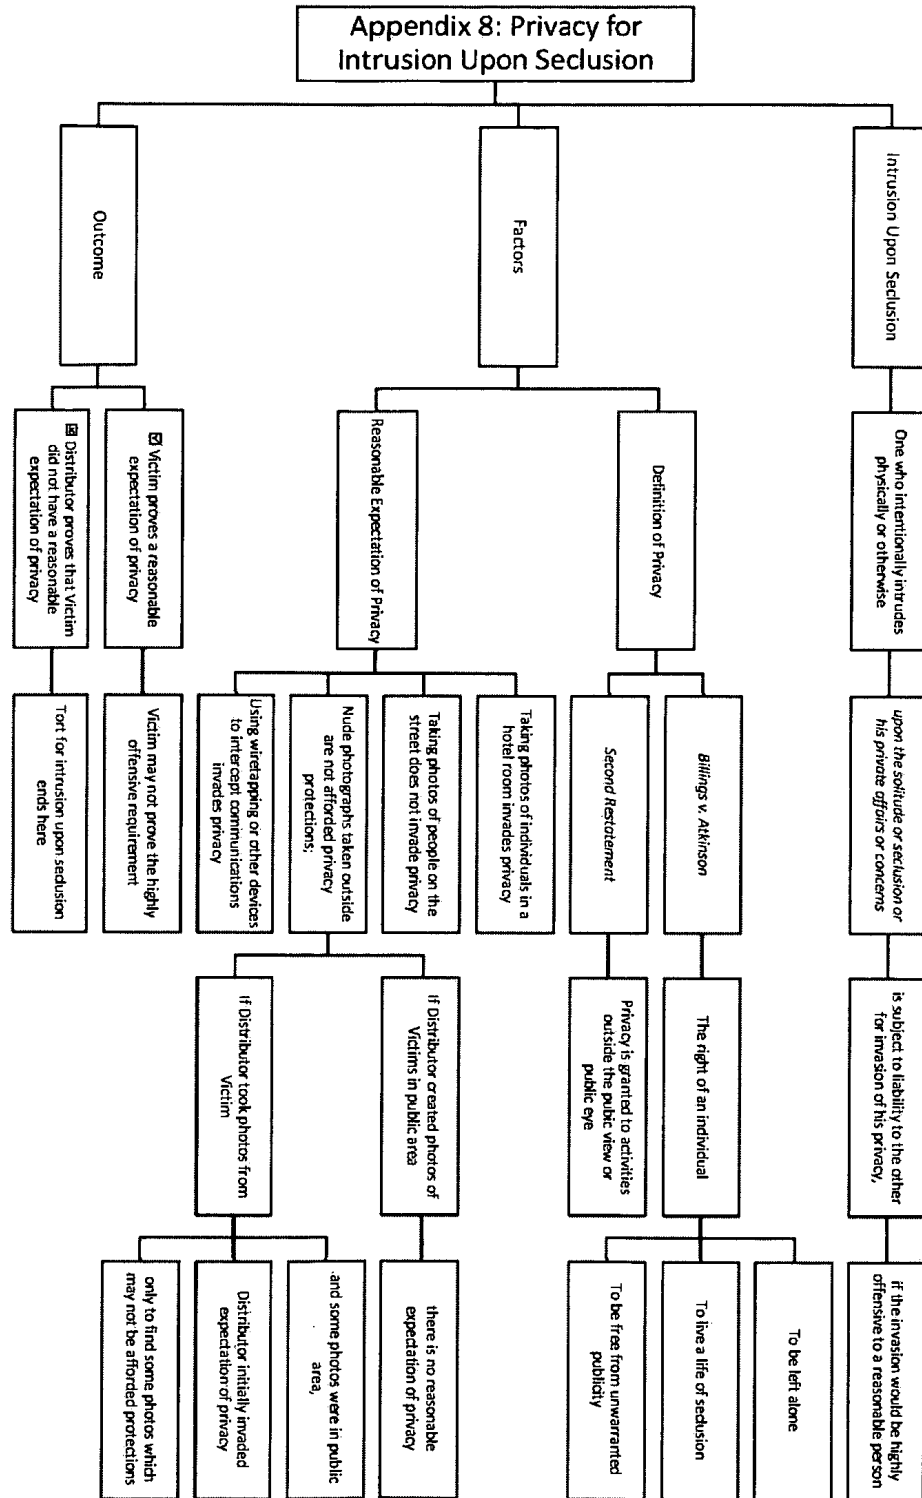 Appendix 8: Privacy for
Intrusion Upon Seclusion
Intrusion Upon Seclusion
One who intentionally intrudes
physically or otherwise
upon the solitude or seclusion or
his private affairs or concerns
is subject to liability to the other
for invasion of his privacy,
if the invasion would be highly
offensive to a reasonable person
Factors
Definition of Privacy
Billings v. Atkinson
The right of an individual
To be left alone
To live a life of seclusion
To be free from unwarranted
publicity
Second Restatement
Privacy is granted to activities
outside the pubic view or
public eye
Reasonable Expectation of Privacy
Taking photos of individuals in a
hotel room invades privacy
Taking photos of people on the
street does not invade privacy
Nude photographs taken outside
are not afforded privacy
protections;
If Distributor created photos of
Victims in public area
there is no reasonable
expectation of privacy
If Distributor took photos from
Victim
and some photos were in public
area,
Distributor initially invaded
expectation of privacy
only to find some photos which
may not be afforded protections
Using wiretapping or other devices
to intercept communications
invades privacy
Outcome
☑ Victim proves a reasonable
expectation of privacy
Victim may not prove the highly
offensive requirement
☒ Distributor proves that Victim
did not have a reasonable
expectation of privacy
Tort for intrusion upon seclusion
ends here